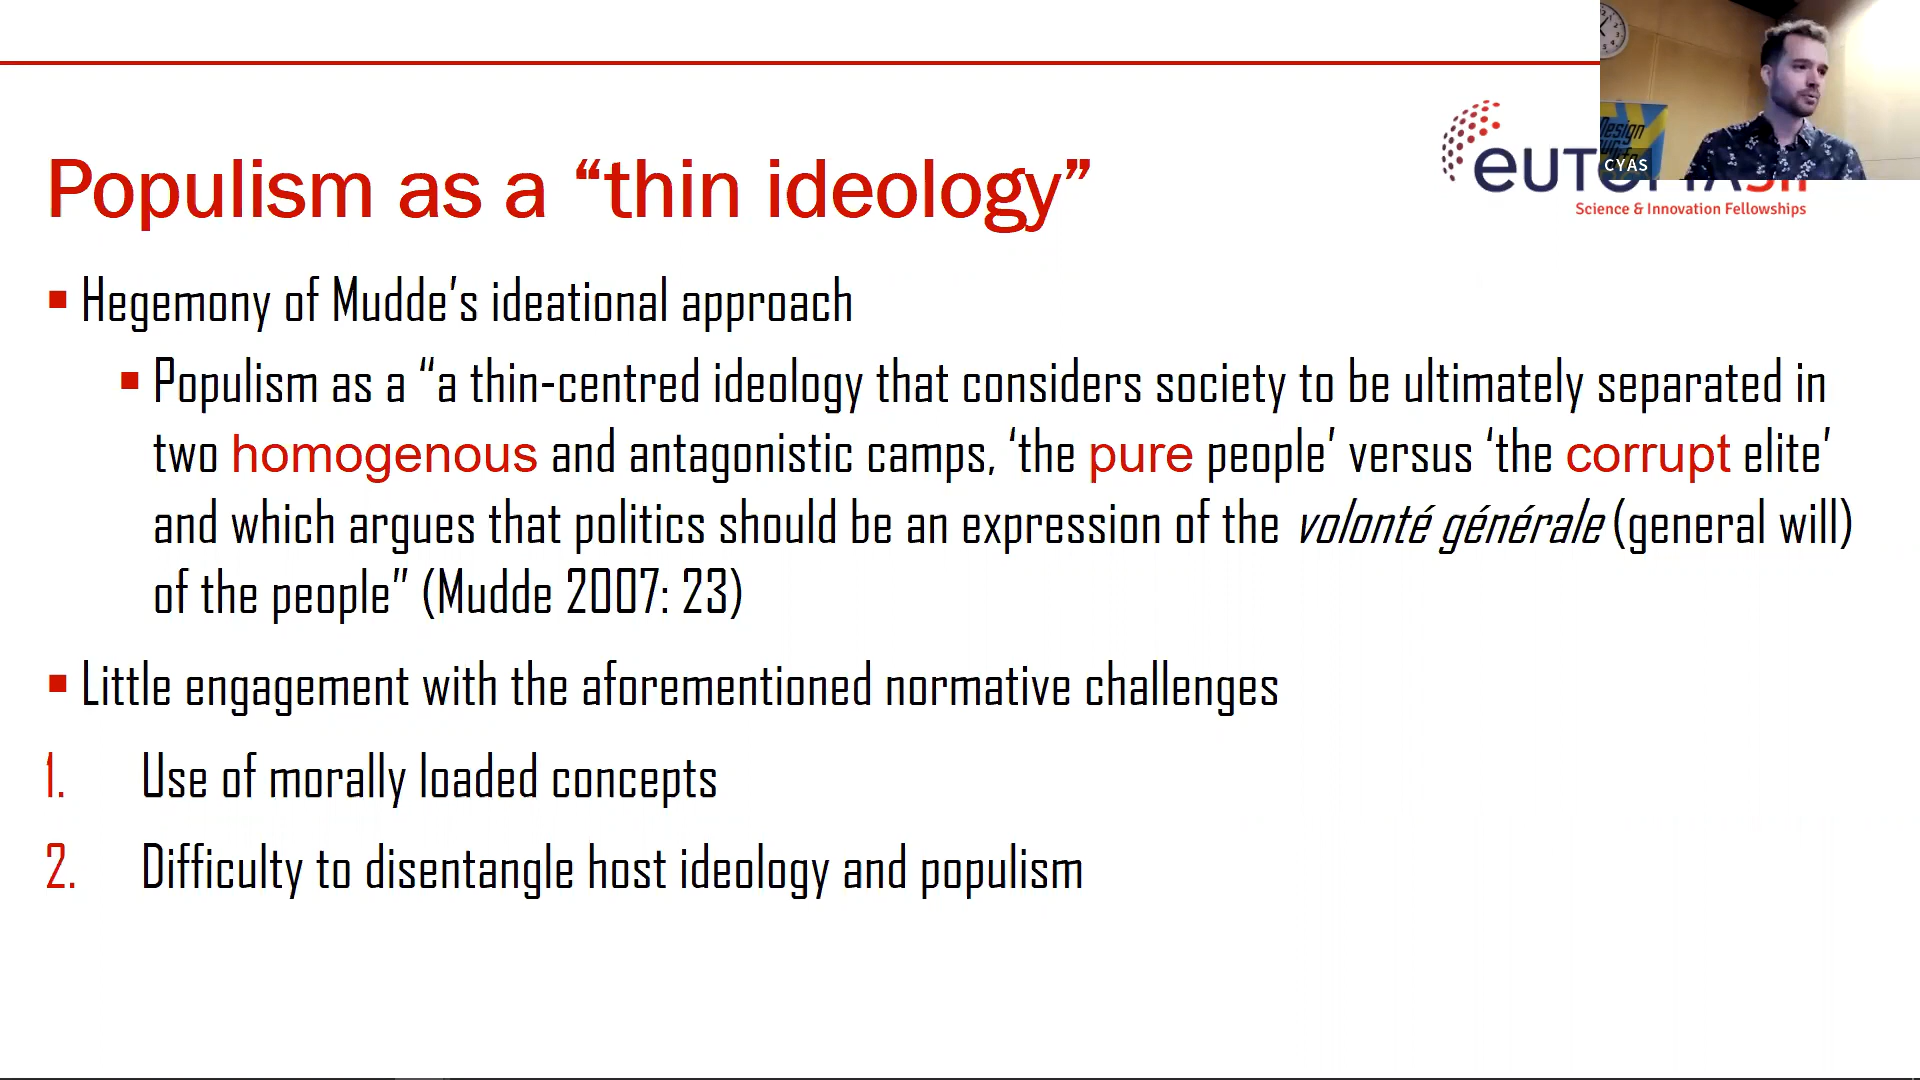 Populism as a “thin ideology”
CYAS
Science & Innovation Fellowships
▪ Hegemony of Mudde’s ideational approach
▪ Populism as a “a thin-centred ideology that considers society to be ultimately separated in
two homogenous and antagonistic camps, ‘the pure people’ versus ‘the corrupt elite’
and which argues that politics should be an expression of the volonté générale (general will)
of the people” (Mudde 2007: 23)
▪ Little engagement with the aforementioned normative challenges
1. Use of morally loaded concepts
2. Difficulty to disentangle host ideology and populism